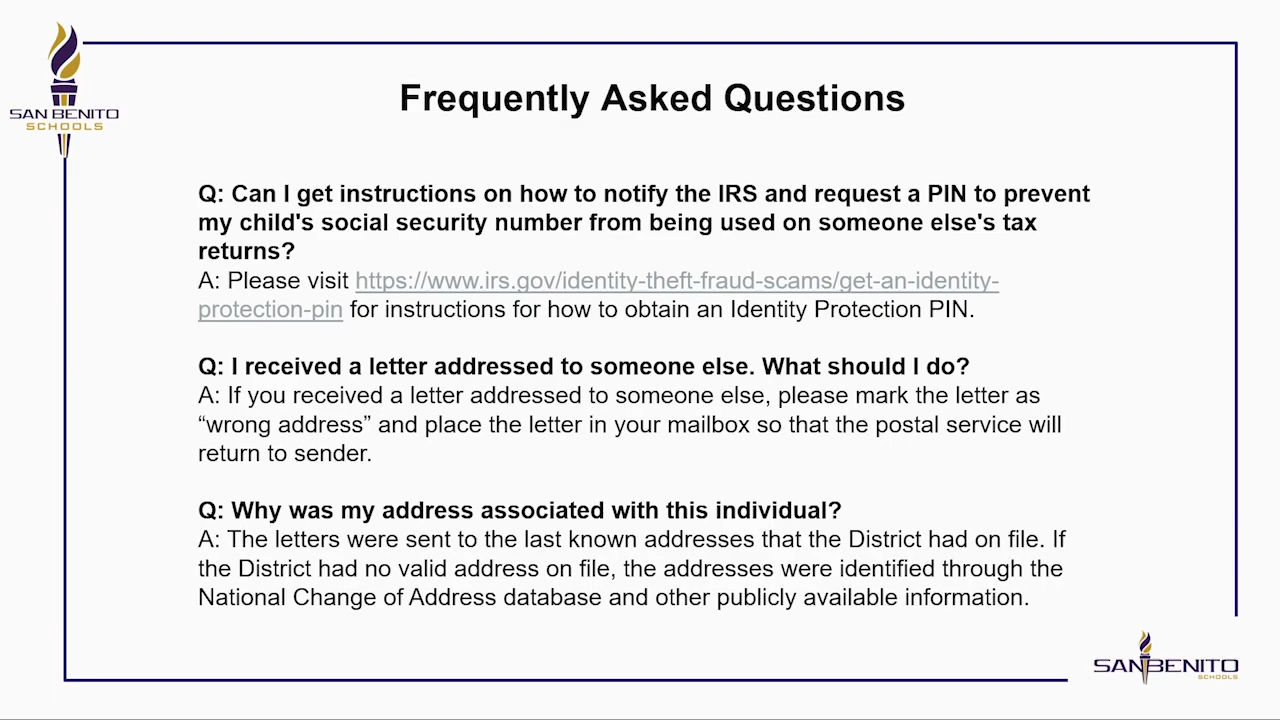 SAN BENITO
SCHOOLS
Frequently Asked Questions
Q: Can I get instructions on how to notify the IRS and request a PIN to prevent
my child's social security number from being used on someone else's tax
returns?
A: Please visit https://www.irs.gov/identity-theft-fraud-scams/get-an-identity-
protection-pin for instructions for how to obtain an Identity Protection PIN.
Q: I received a letter addressed to someone else. What should I do?
A: If you received a letter addressed to someone else, please mark the letter as
“wrong address” and place the letter in your mailbox so that the postal service will
return to sender.
Q: Why was my address associated with this individual?
A: The letters were sent to the last known addresses that the District had on file. If
the District had no valid address on file, the addresses were identified through the
National Change of Address database and other publicly available information.
SAN BENITO
SCHOOLS